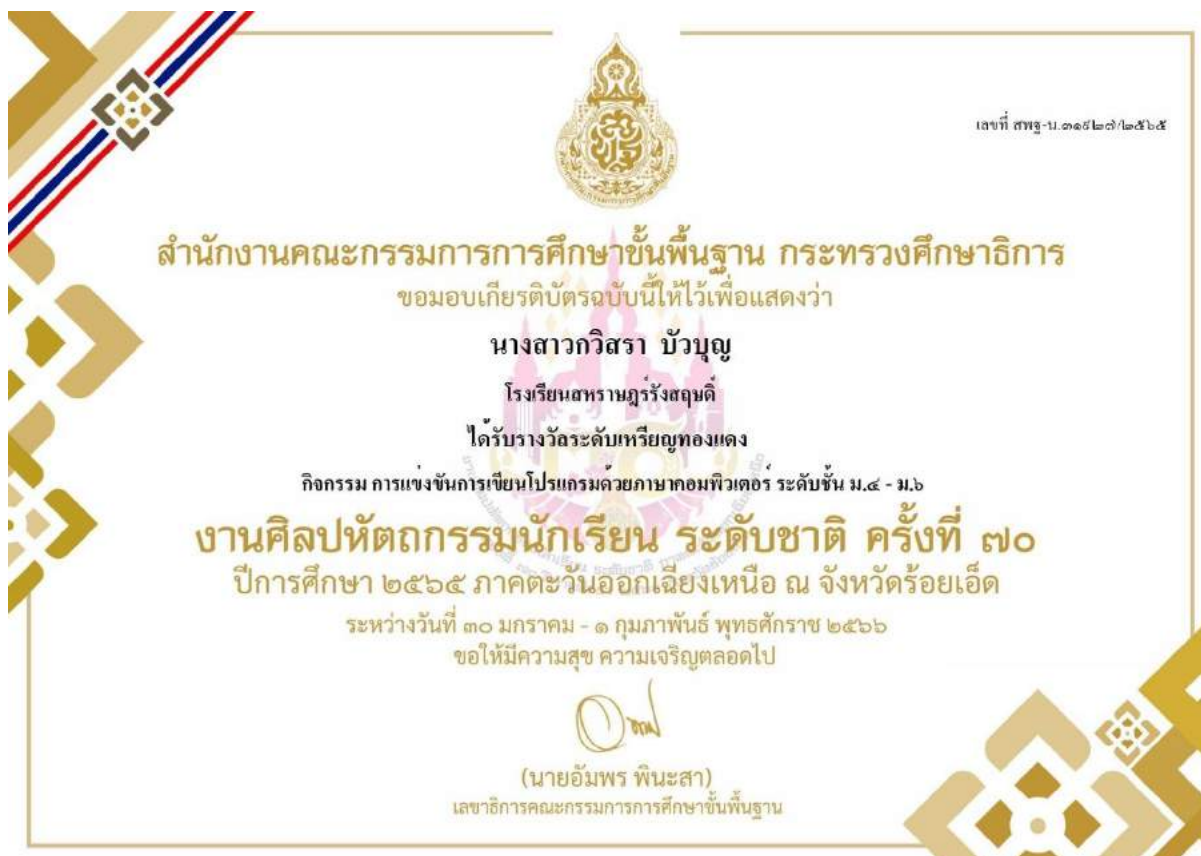 เลขที่ สพฐ-น.๓๑๙๒๗/๒๕๖๕
สำนักงานคณะกรรมการการศึกษาขั้นพื้นฐาน กระทรวงศึกษาธิการ
ขอมอบเกียรติบัตรฉบับนี้ให้ไว้เพื่อแสดงว่า
นางสาวกวิสรา บัวบุญ
โรงเรียนสหราษฎร์รังสฤษดิ์
ได้รับรางวัลระดับเหรียญทองแดง
กิจกรรม การแข่งขันการเขียนโปรแกรมด้วยภาษาคอมพิวเตอร์ ระดับชั้น ม.๔ - ม.๖
งานศิลปหัตถกรรมนักเรียน ระดับชาติ ครั้งที่ ๗๐
ปีการศึกษา ๒๕๖๕ ภาคตะวันออกเฉียงเหนือ ณ จังหวัดร้อยเอ็ด
ระหว่างวันที่ ๓๐ มกราคม - ๑ กุมภาพันธ์ พุทธศักราช ๒๕๖๖
ขอให้มีความสุข ความเจริญตลอดไป
(นายอัมพร พินะสา)
เลขาธิการคณะกรรมการการศึกษาขั้นพื้นฐาน